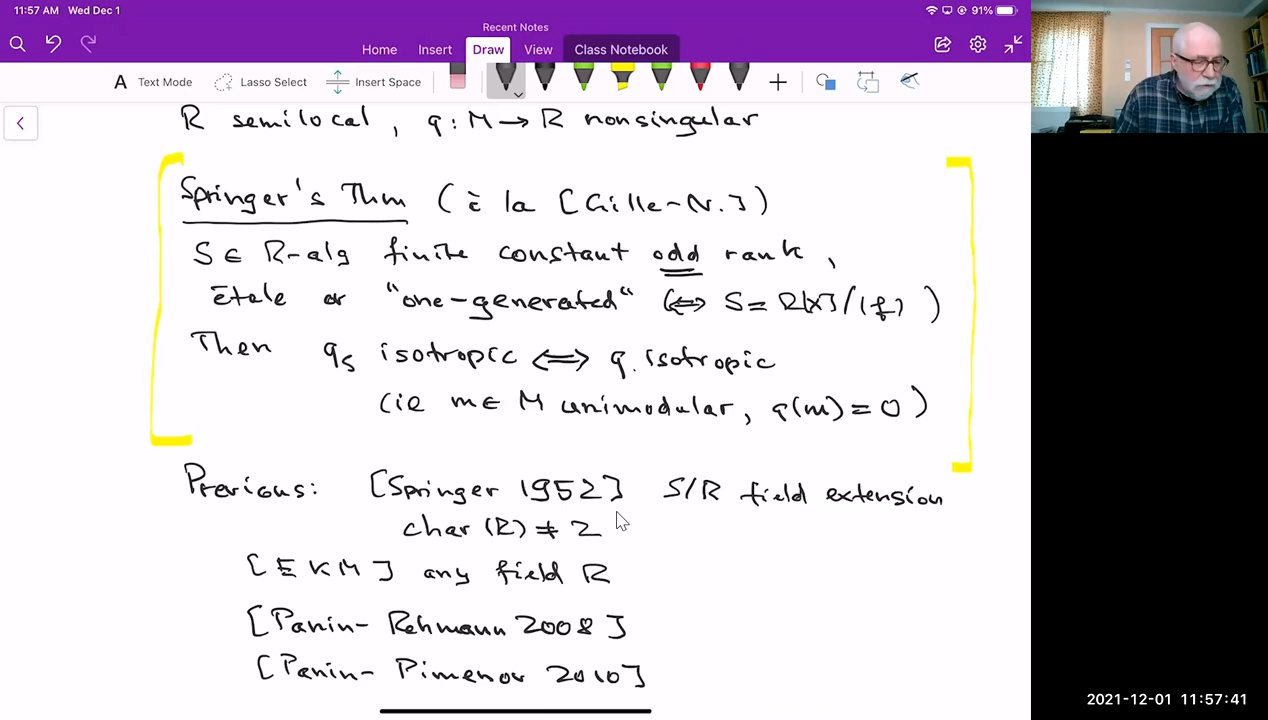 11:57 AM Wed Dec 1
91%
Recent Notes
Home Insert Draw View Class Notebook
Text Mode Lasso Select Insert Space
R semilocal, q : M → R nonsingular
Springer's Thm (à la [Gille-N.])
S ∈ R-alg finite constant odd rank,
étale or "one-generated" (⇔ S = R[X]/(f))
Then q_S isotropic ⇔ q isotropic
(ie m ∈ M unimodular, q(m) = 0)
Previous: [Springer 1952] S/R field extension
char (R) ≠ 2
[EKM] any field R
[Panin-Rehmann 2008]
[Panin-Pimenov 2010]
2021-12-01 11:57:41